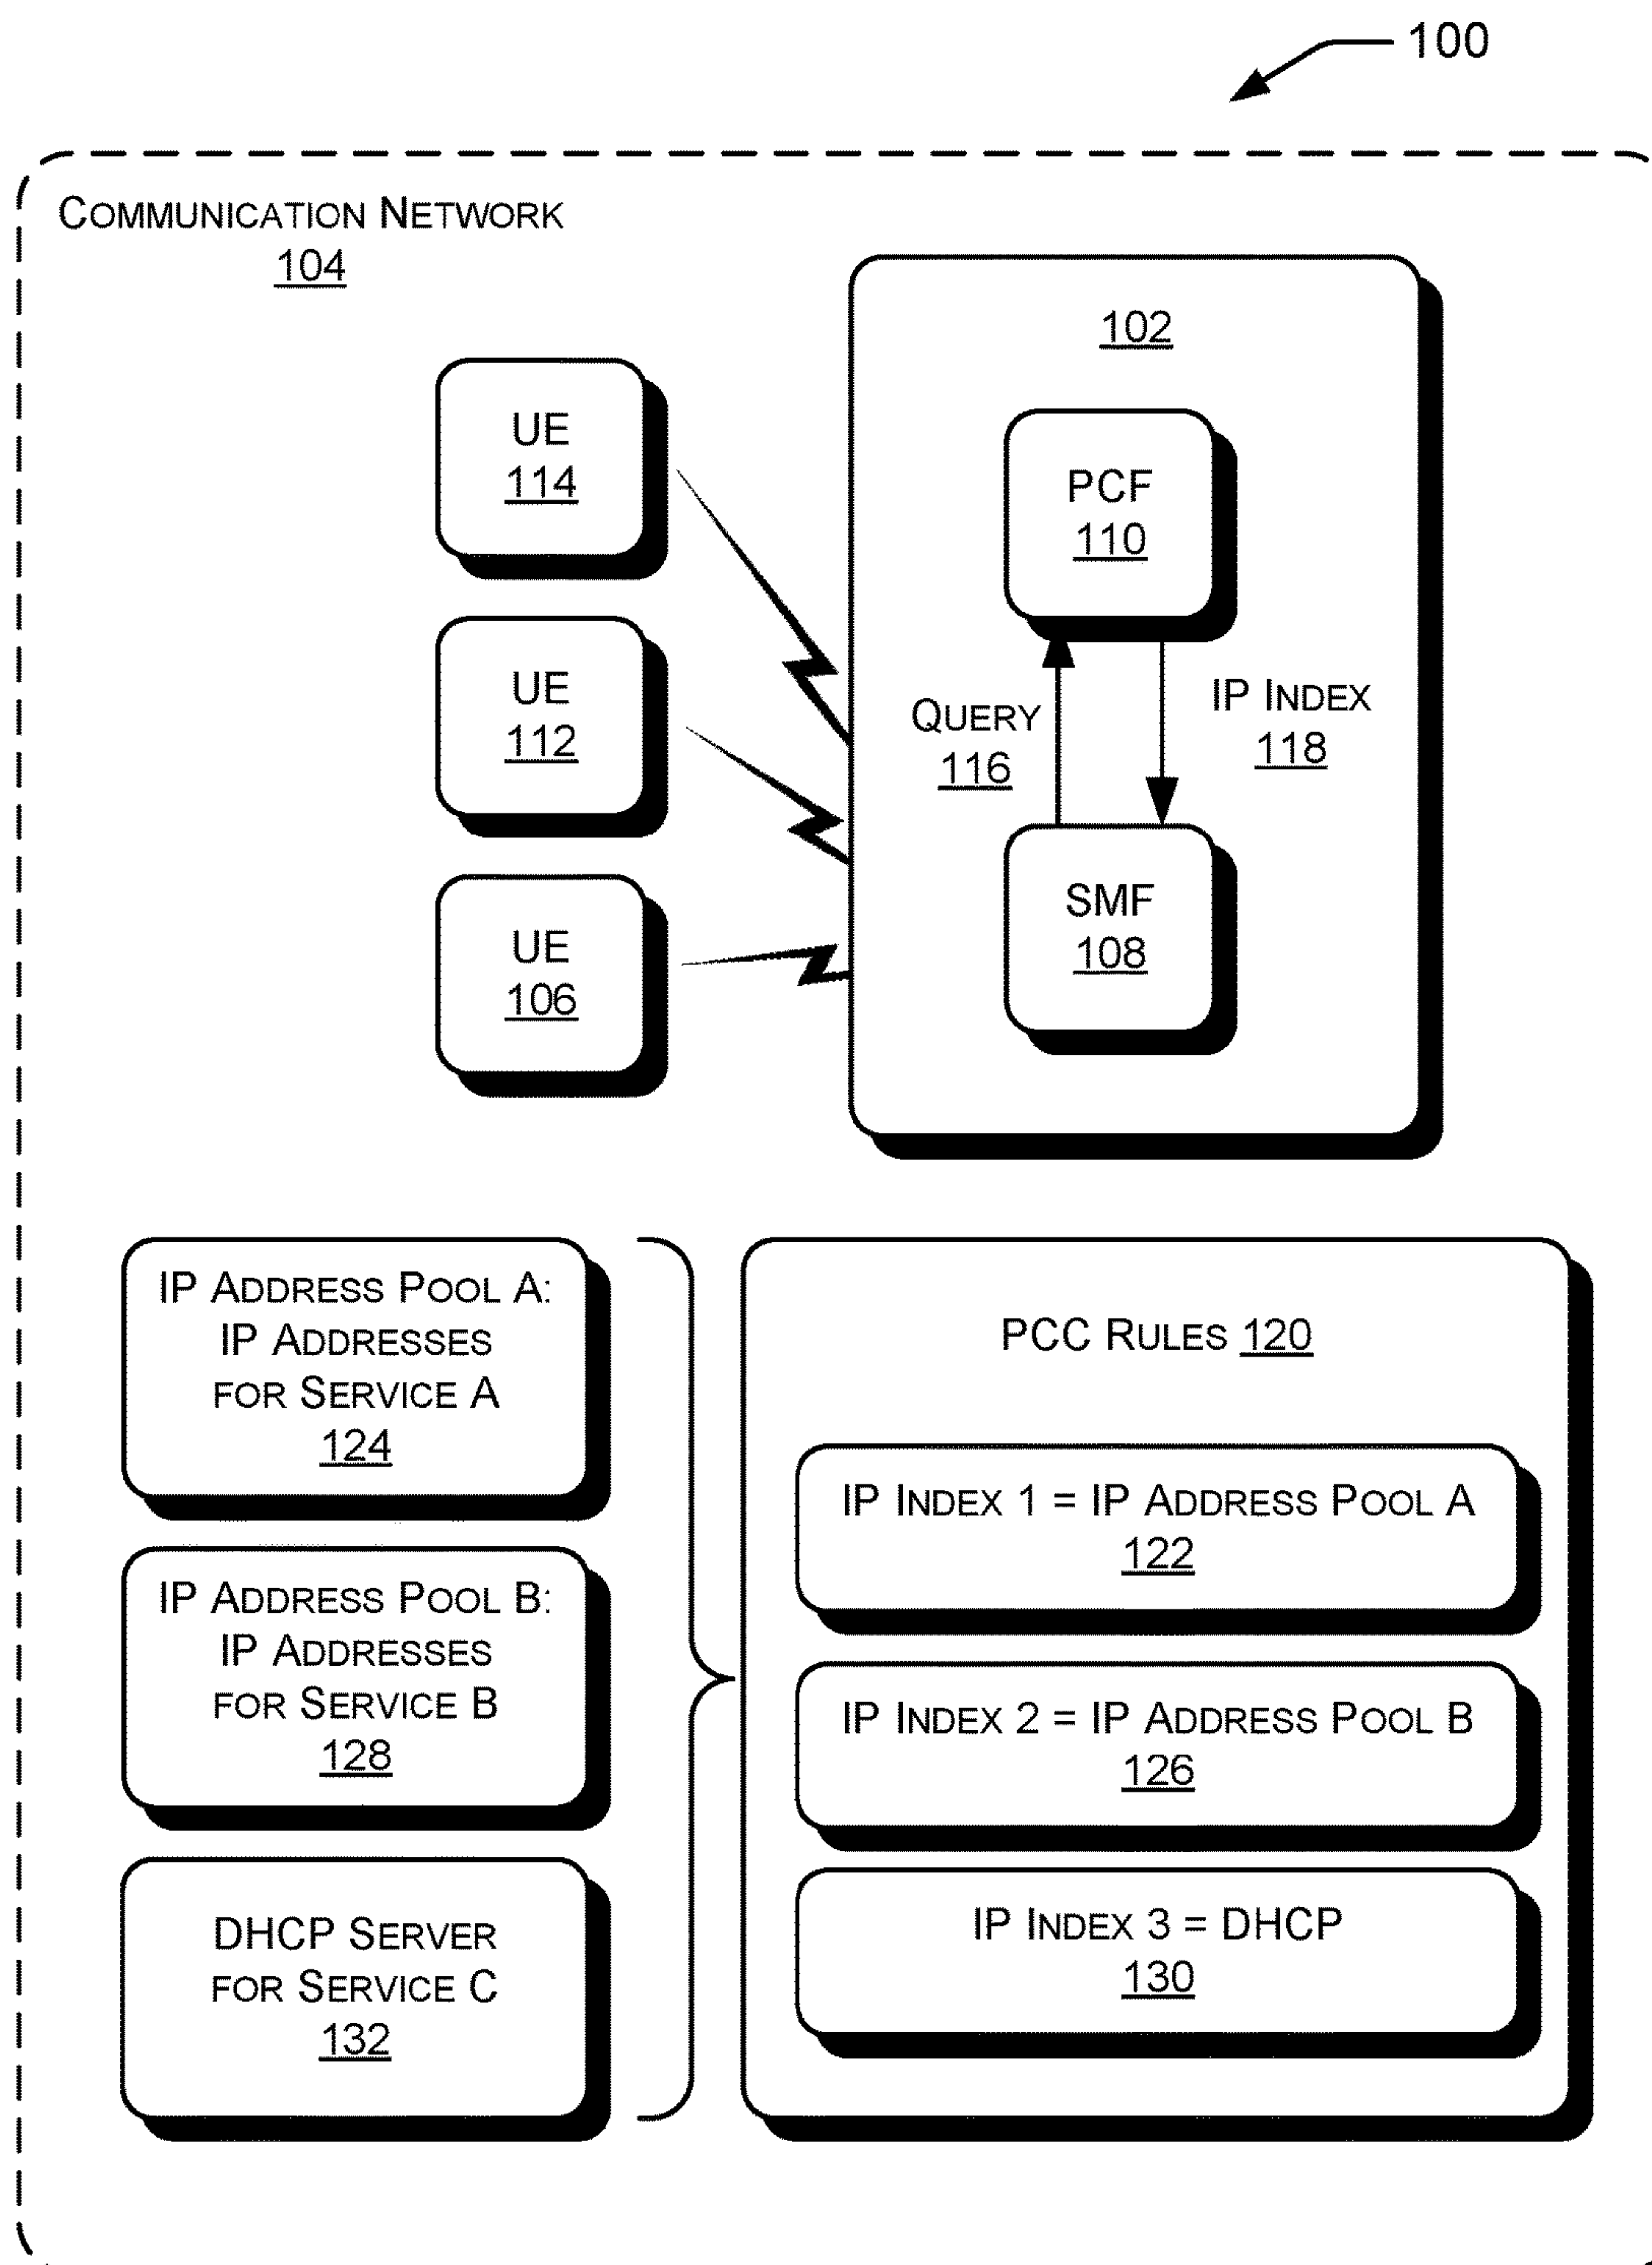 100
COMMUNICATION NETWORK
104
102
UE
114
PCF
110
UE
112
QUERY
116
IP INDEX
118
UE
106
SMF
108
IP ADDRESS POOL A:
IP ADDRESSES
FOR SERVICE A
124
IP ADDRESS POOL B:
IP ADDRESSES
FOR SERVICE B
128
DHCP SERVER
FOR SERVICE C
132
PCC RULES 120
IP INDEX 1 = IP ADDRESS POOL A
122
IP INDEX 2 = IP ADDRESS POOL B
126
IP INDEX 3 = DHCP
130